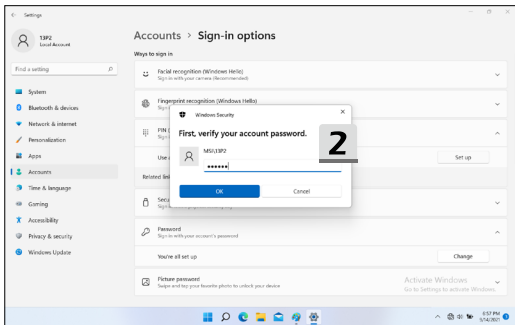 Settings
13P2
Local Account
Find a setting
System
Bluetooth & devices
Network & internet
Personalization
Apps
Accounts
Time & language
Gaming
Accessibility
Privacy & security
Windows Update
Accounts > Sign-in options
Ways to sign in
Facial recognition (Windows Hello)
Sign in with your camera (Recommended)
Fingerprint recognition (Windows Hello)
PIN (
Set up
Related
Password
Sign in with your account's password
You're all set up
Change
Picture password
Swipe and tap your favorite photo to unlock your device
Windows Security
First, verify your account password.
MSI\13P2
••••••
OK
Cancel
2
Activate Windows
Go to Settings to activate Windows.
6:57 PM
5/14/2021